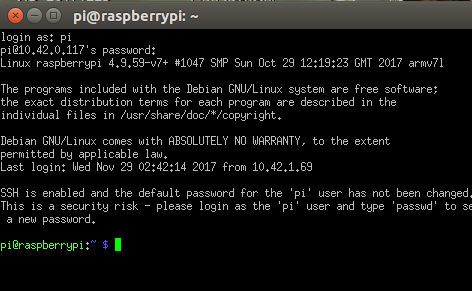 pi@raspberrypi: ~
login as: pi
pi@10.42.0.117's password:
Linux raspberrypi 4.9.59-v7+ #1047 SMP Sun Oct 29 12:19:23 GMT 2017 armv7l
The programs included with the Debian GNU/Linux system are free software;
the exact distribution terms for each program are described in the
individual files in /usr/share/doc/*/copyright.
Debian GNU/Linux comes with ABSOLUTELY NO WARRANTY, to the extent
permitted by applicable law.
Last login: Wed Nov 29 02:42:14 2017 from 10.42.1.69
SSH is enabled and the default password for the 'pi' user has not been changed.
This is a security risk - please login as the 'pi' user and type 'passwd' to se
a new password.
pi@raspberrypi:~ $